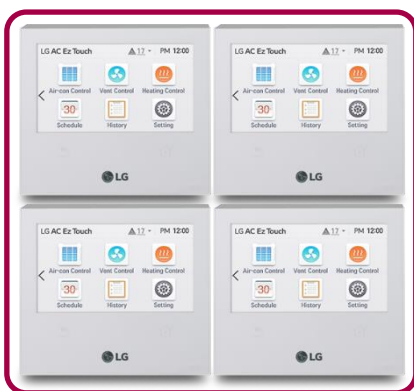 LG AC Ez Touch 17 PM 12:00
Air-con Control Vent Control Heating Control
30
Schedule History Setting
LG
LG AC Ez Touch 17 PM 12:00
Air-con Control Vent Control Heating Control
30
Schedule History Setting
LG
LG AC Ez Touch 17 PM 12:00
Air-con Control Vent Control Heating Control
30
Schedule History Setting
LG
LG AC Ez Touch 17 PM 12:00
Air-con Control Vent Control Heating Control
30
Schedule History Setting
LG